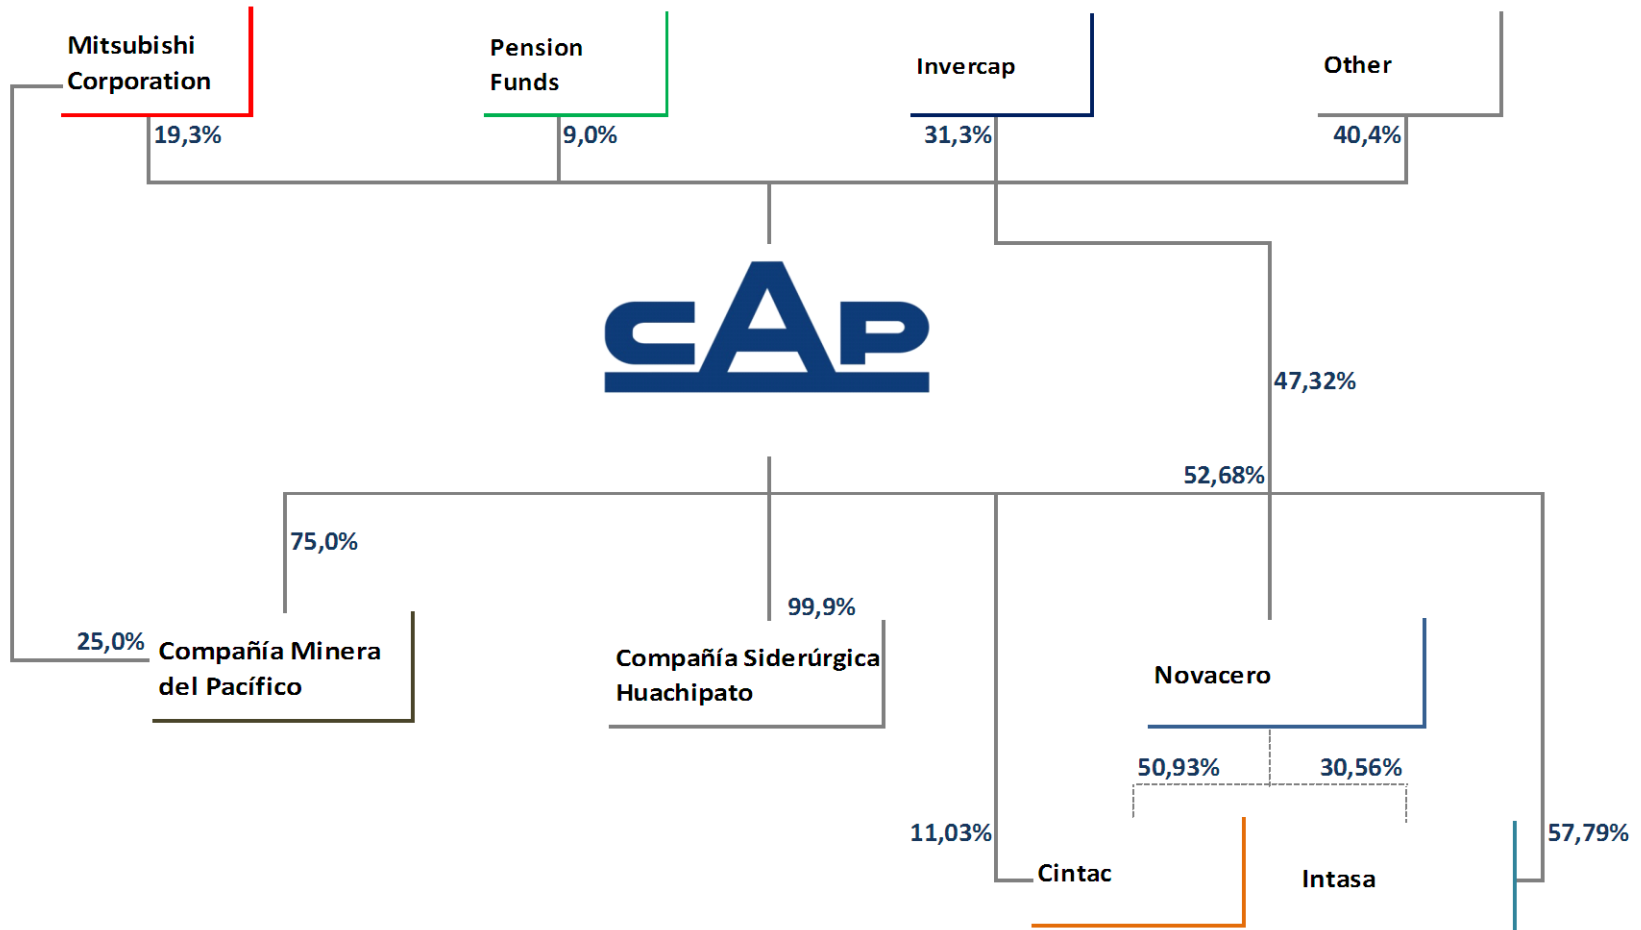 Mitsubishi
Corporation
Pension
Funds
Invercap
Other
19,3%
9,0%
31,3%
40,4%
CAP
47,32%
52,68%
75,0%
99,9%
25,0%
Compañía Minera
del Pacífico
Compañía Siderúrgica
Huachipato
Novacero
50,93%
30,56%
11,03%
57,79%
Cintac
Intasa